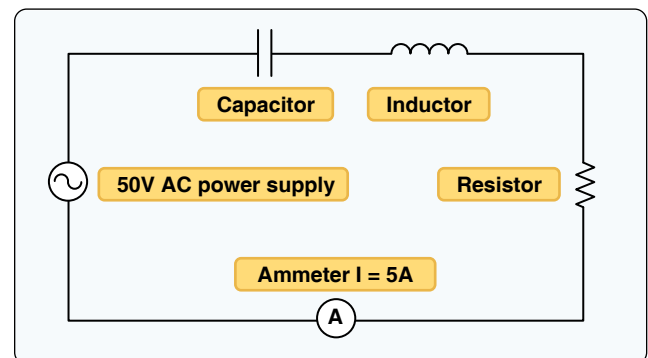 Capacitor
Inductor
50V AC power supply
Resistor
Ammeter I = 5A
A